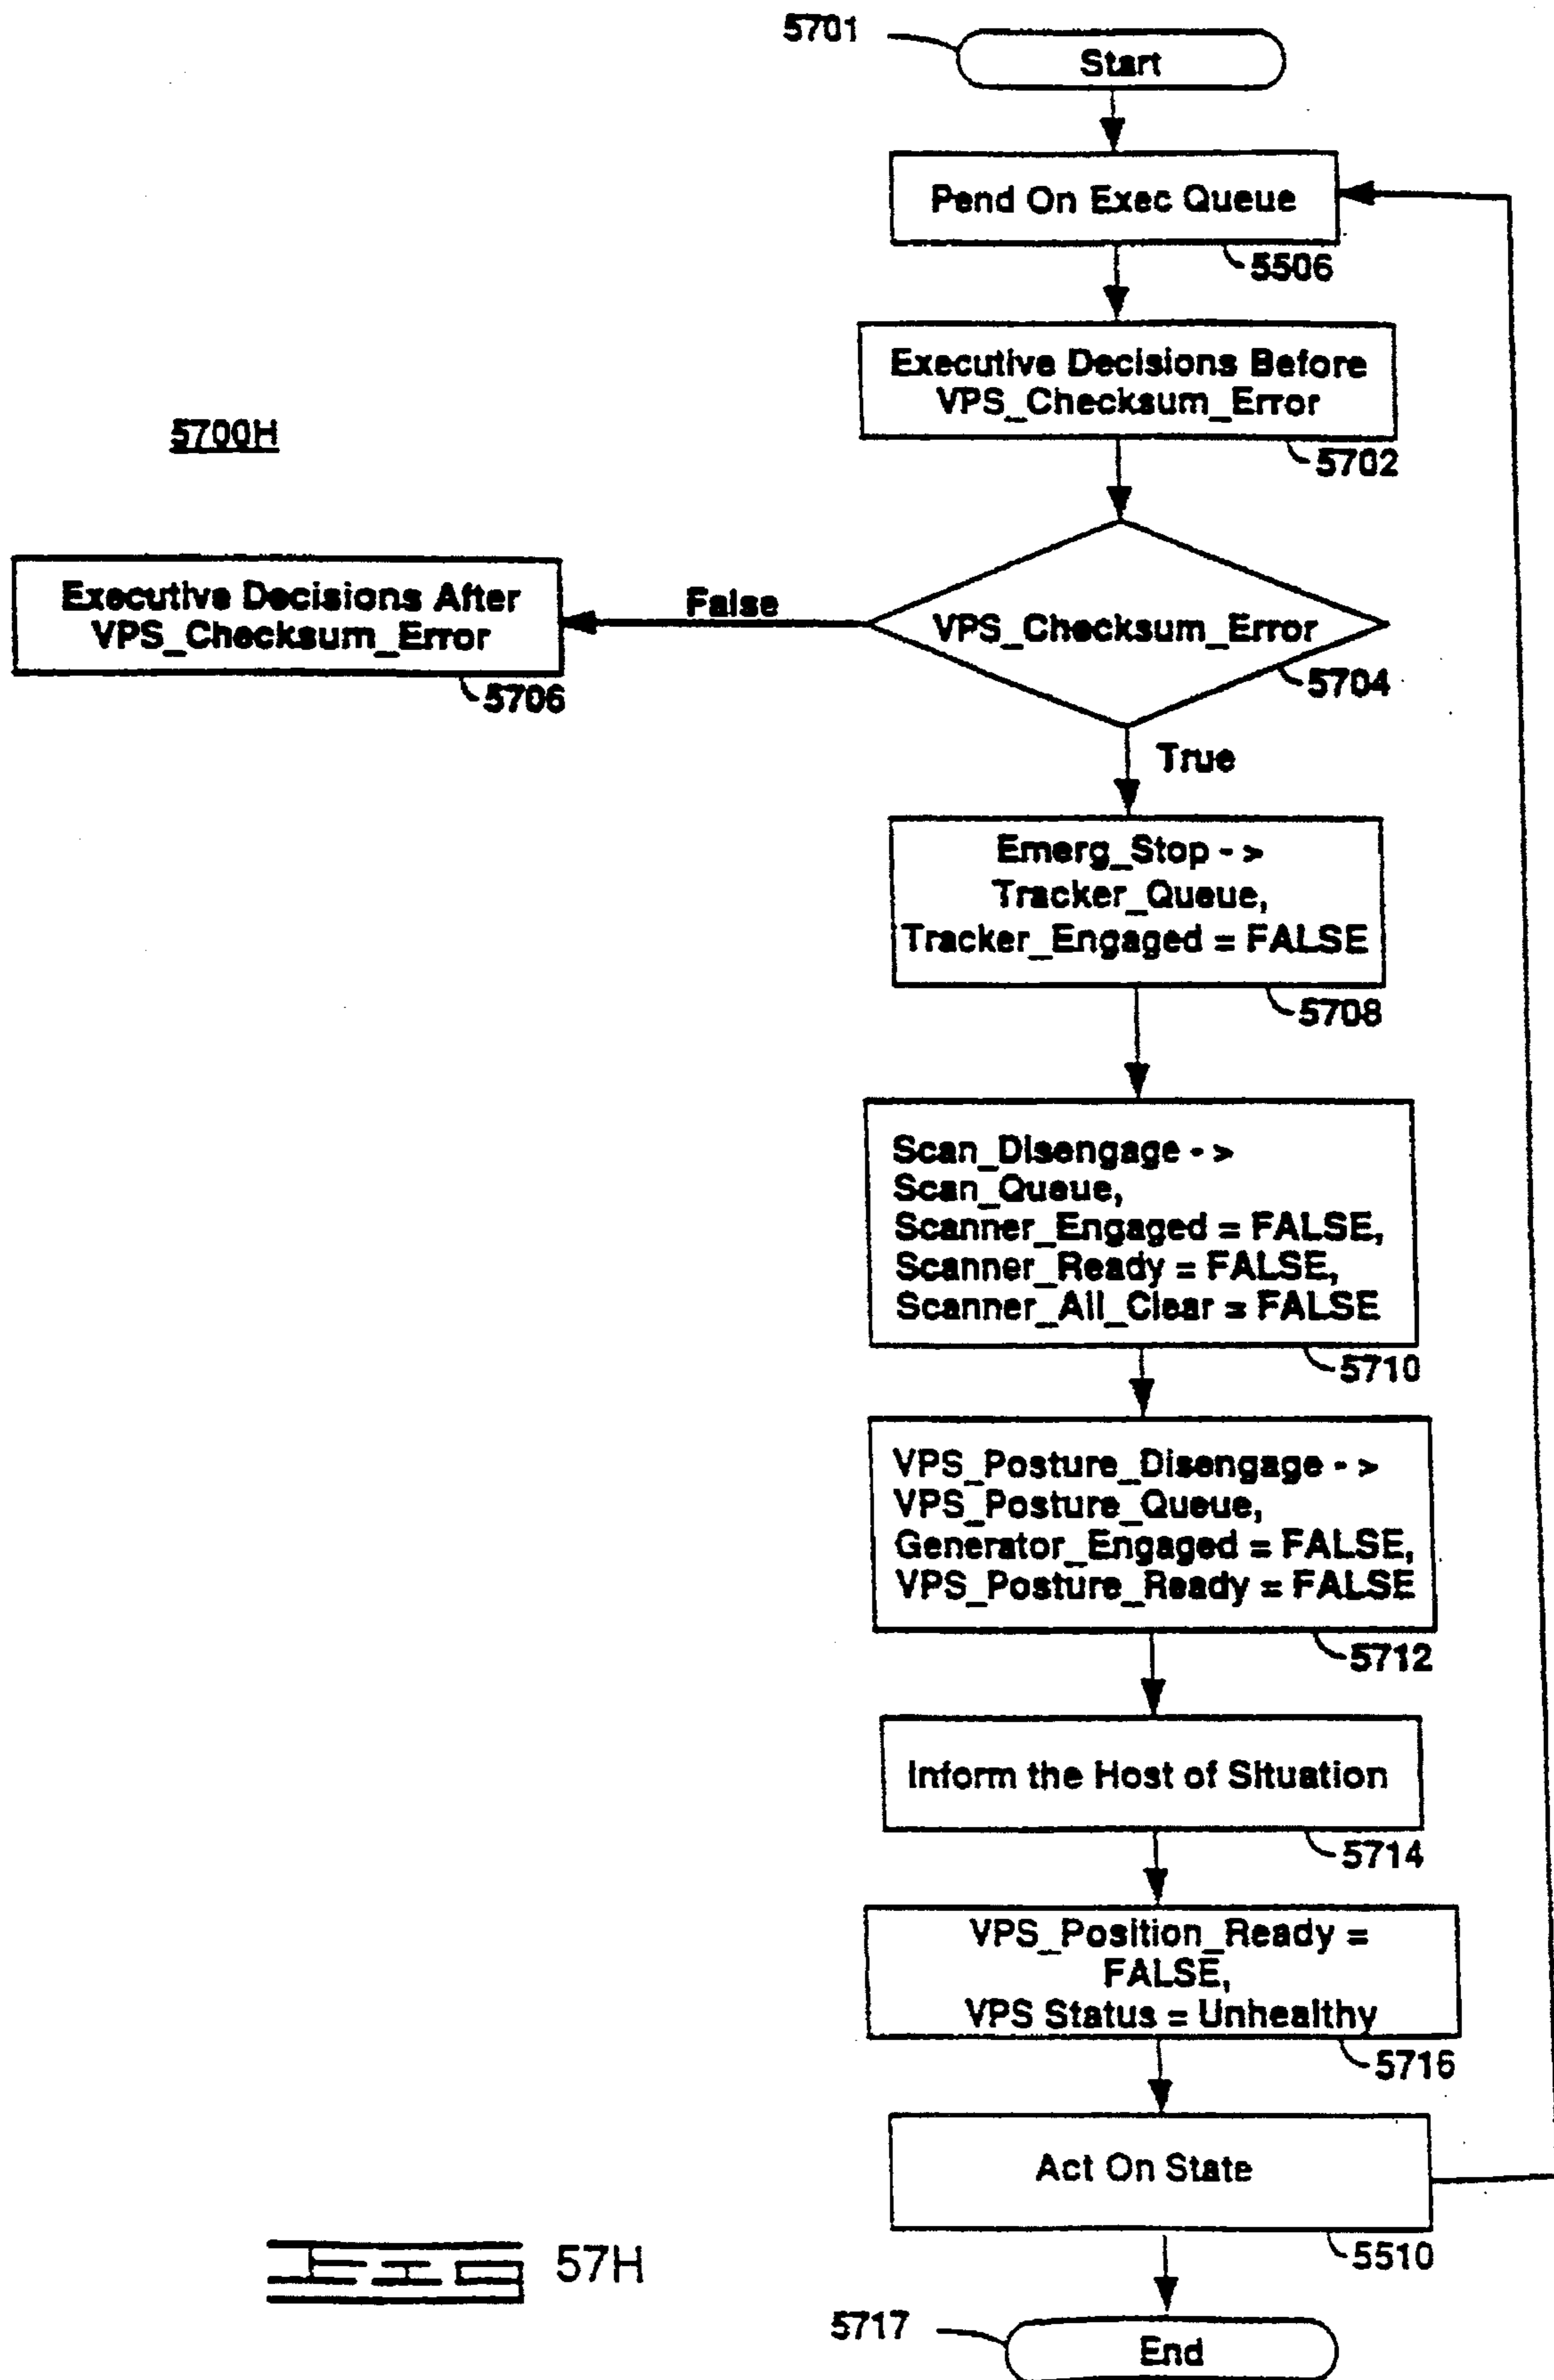 5701
Start
Pend On Exec Queue
5506
Executive Decisions Before
VPS_Checksum_Error
5702
5700H
Executive Decisions After
VPS_Checksum_Error
5706
False
VPS_Checksum_Error
5704
True
Emerg_Stop - >
Tracker_Queue,
Tracker_Engaged = FALSE
5708
Scan_Disengage - >
Scan_Queue,
Scanner_Engaged = FALSE,
Scanner_Ready = FALSE,
Scanner_All_Clear = FALSE
5710
VPS_Posture_Disengage - >
VPS_Posture_Queue,
Generator_Engaged = FALSE,
VPS_Posture_Ready = FALSE
5712
Inform the Host of Situation
5714
VPS_Position_Ready =
FALSE,
VPS Status = Unhealthy
5716
Act On State
5510
FIG 57H
5717
End